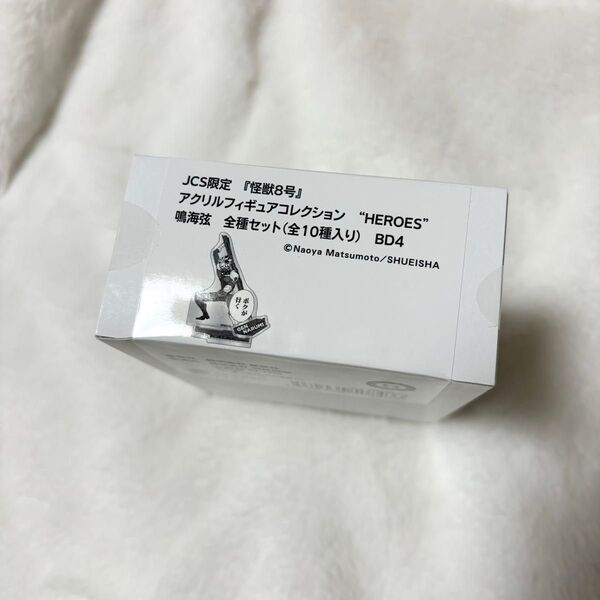 JCS限定 『怪獣8号』
アクリルフィギュアコレクション “HEROES”
鳴海弦 全種セット(全10種入り) BD4
©Naoya Matsumoto/SHUEISHA
ボクが
行く
GEN NARUMI